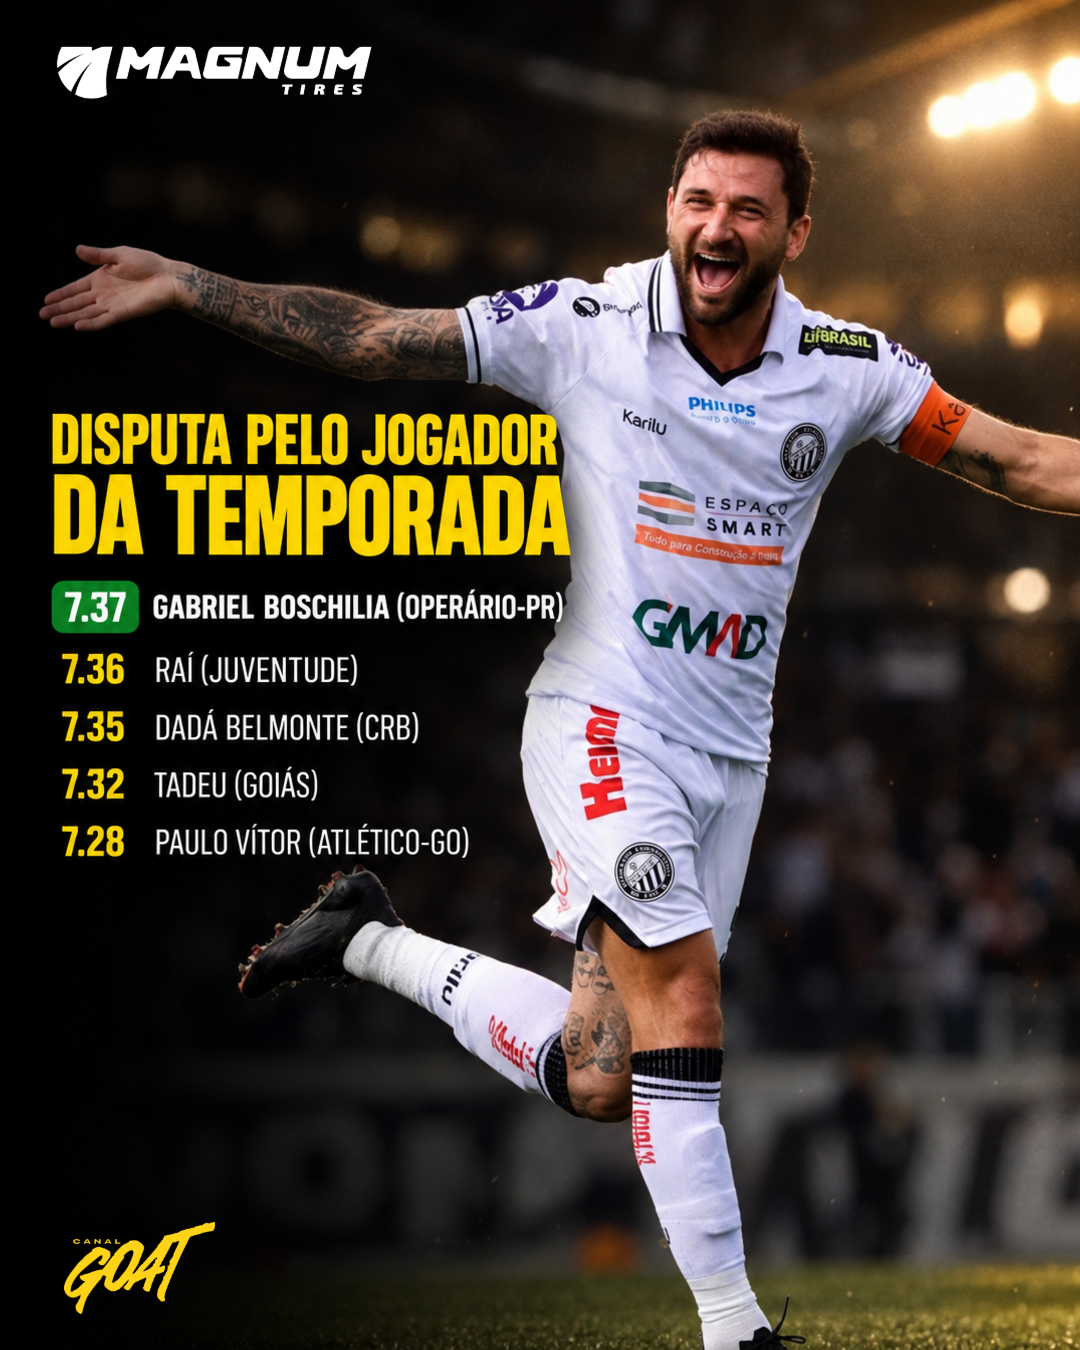 MAGNUM
TIRES
LifBRASIL
PHILIPS
Karilu
ESPAÇO
SMART
Todo para Construção
GMAD
DISPUTA PELO JOGADOR
DA TEMPORADA
7.37 GABRIEL BOSCHILIA (OPERÁRIO-PR)
7.36 RAÍ (JUVENTUDE)
7.35 DADÁ BELMONTE (CRB)
7.32 TADEU (GOIÁS)
7.28 PAULO VÍTOR (ATLÉTICO-GO)
CANAL
GOAT